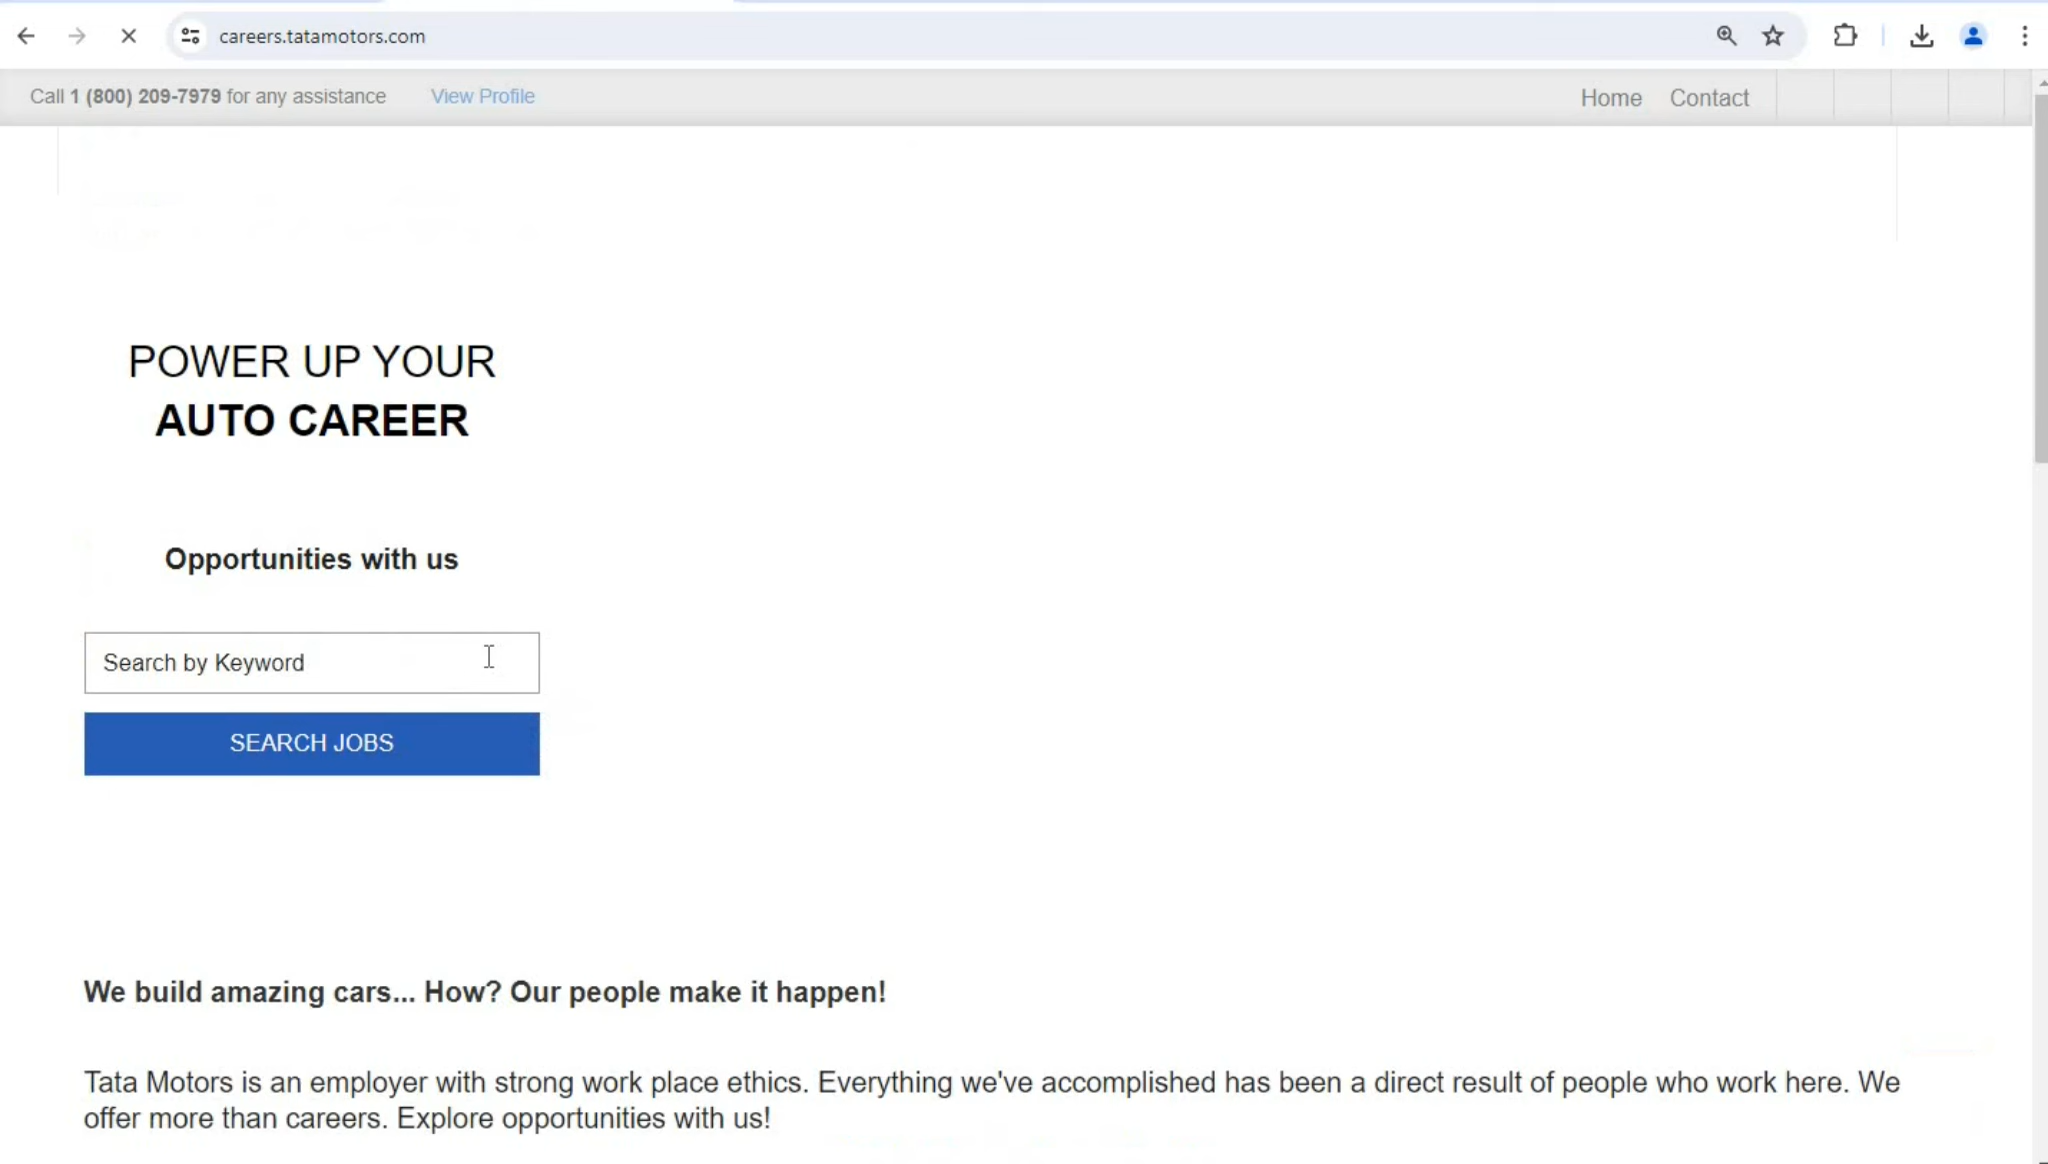 careers.tatamotors.com
Call 1 (800) 209-7979 for any assistance View Profile Home Contact
POWER UP YOUR
AUTO CAREER
Opportunities with us
Search by Keyword
SEARCH JOBS
We build amazing cars... How? Our people make it happen!
Tata Motors is an employer with strong work place ethics. Everything we've accomplished has been a direct result of people who work here. We
offer more than careers. Explore opportunities with us!